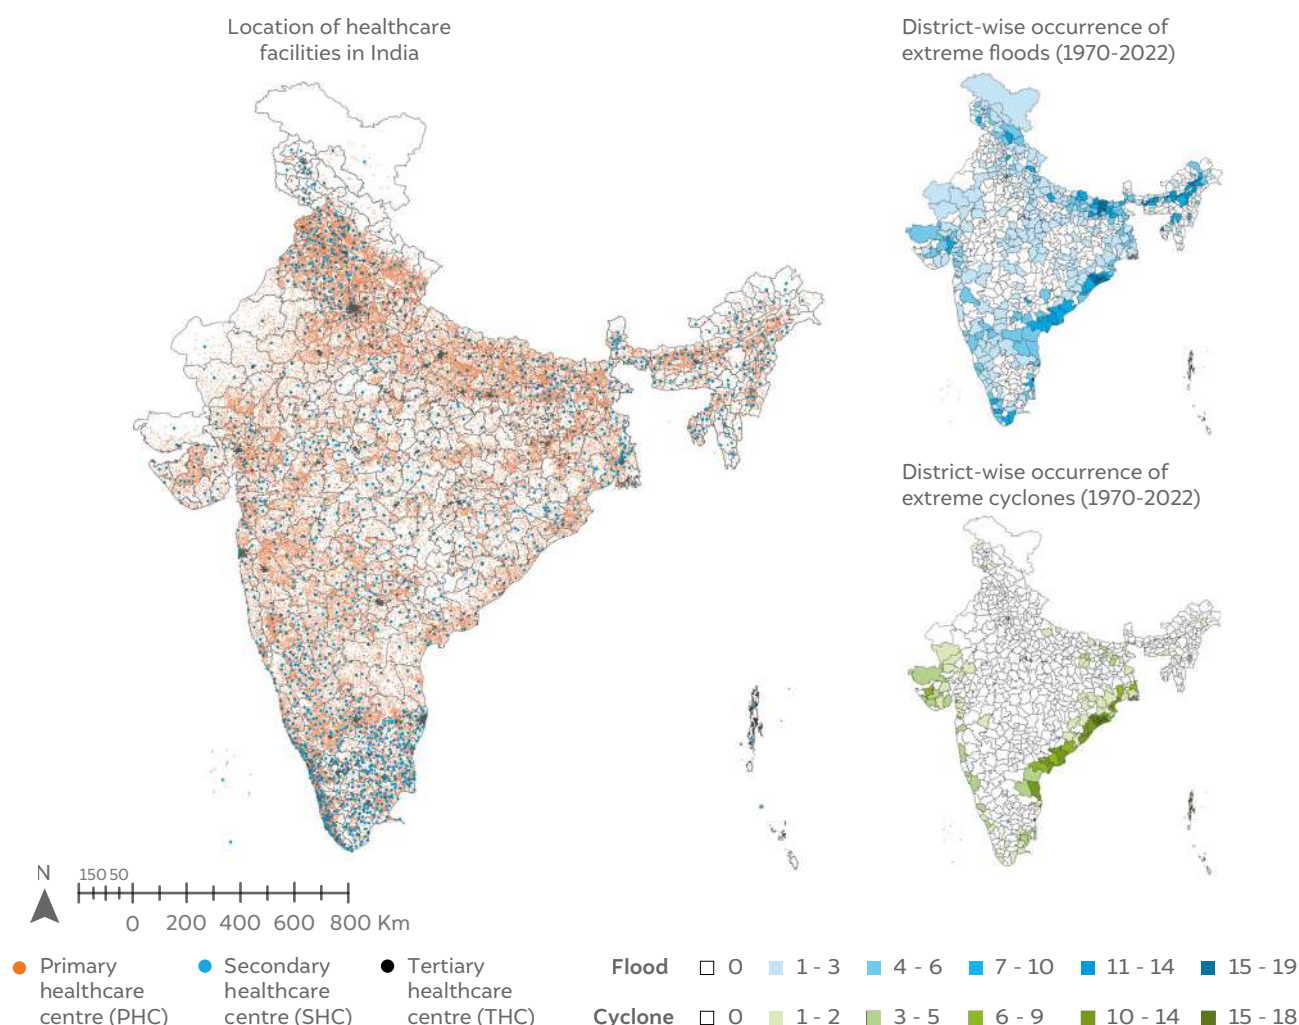 Location of healthcare
facilities in India
District-wise occurrence of
extreme floods (1970-2022)
District-wise occurrence of
extreme cyclones (1970-2022)
N
150 50
0 200 400 600 800 Km
Primary
healthcare
centre (PHC)
Secondary
healthcare
centre (SHC)
Tertiary
healthcare
centre (THC)
Flood 0 1 - 3 4 - 6 7 - 10 11 - 14 15 - 19
Cyclone 0 1 - 2 3 - 5 6 - 9 10 - 14 15 - 18